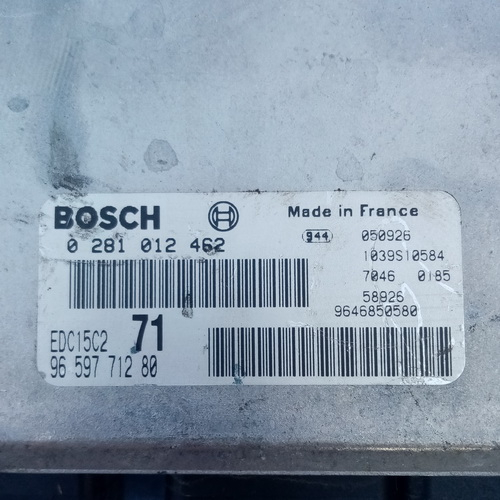 BOSCH Made in France
0 281 012 462 944 050926
1039S10584
7046 0185
58926
9646850580
EDC15C2 71
96 597 712 80